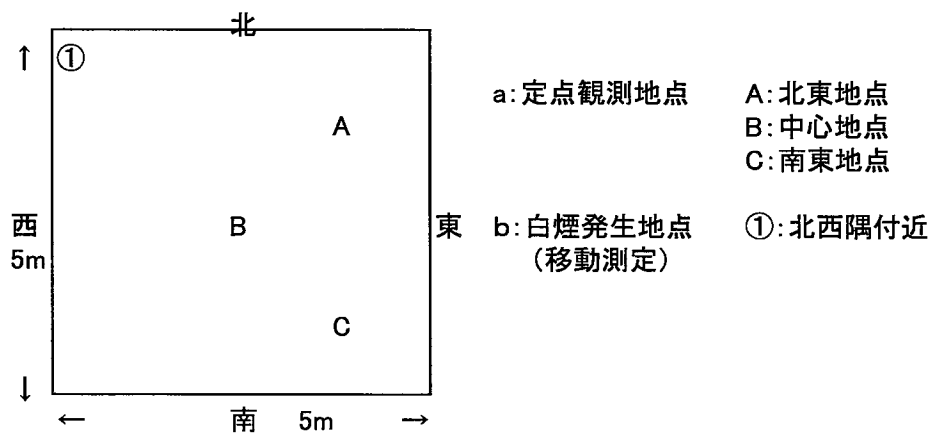 北
↑
①
a:定点観測地点 A:北東地点
A
B:中心地点
C:南東地点
西 B 東
b:白煙発生地点 ①:北西隅付近
5m
(移動測定)
C
↓
← 南 5m →